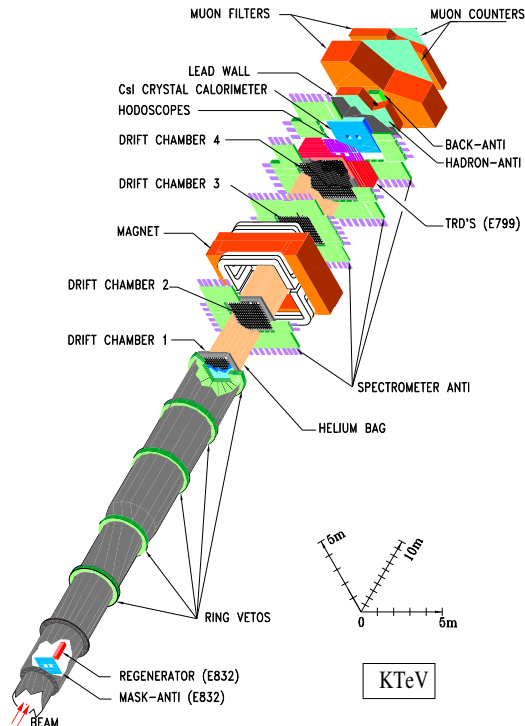 MUON FILTERS
MUON COUNTERS
LEAD WALL
CsI CRYSTAL CALORIMETER
HODOSCOPES
DRIFT CHAMBER 4
BACK-ANTI
HADRON-ANTI
DRIFT CHAMBER 3
TRD'S (E799)
MAGNET
DRIFT CHAMBER 2
DRIFT CHAMBER 1
SPECTROMETER ANTI
HELIUM BAG
5m
10m
0
5m
RING VETOS
REGENERATOR (E832)
MASK-ANTI (E832)
KTeV
BEAM